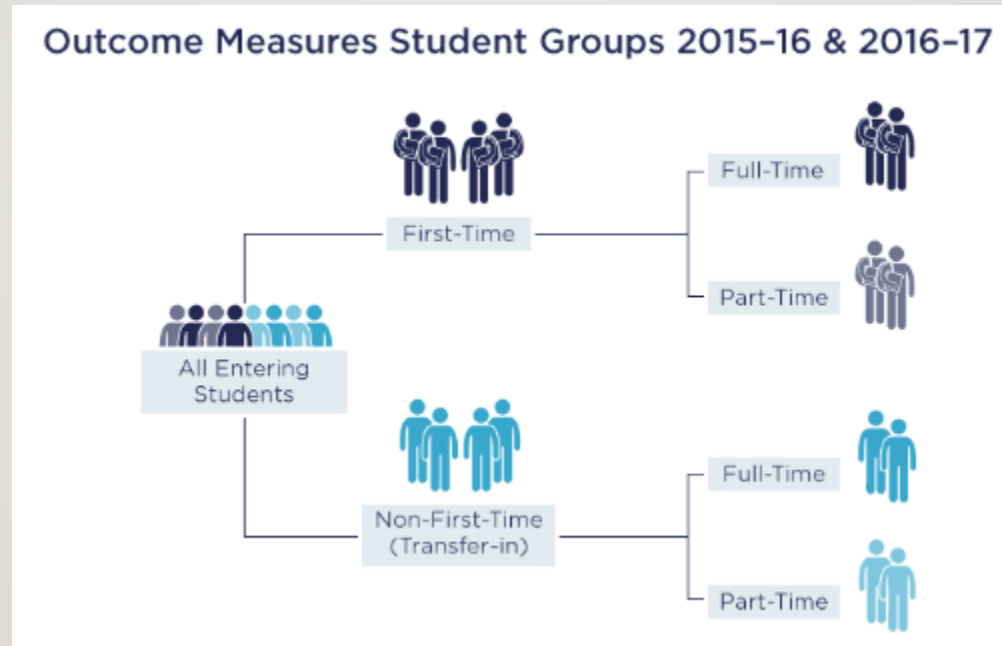 Outcome Measures Student Groups 2015–16 & 2016–17
First-Time
Full-Time
Part-Time
All Entering
Students
Non-First-Time
(Transfer-in)
Full-Time
Part-Time